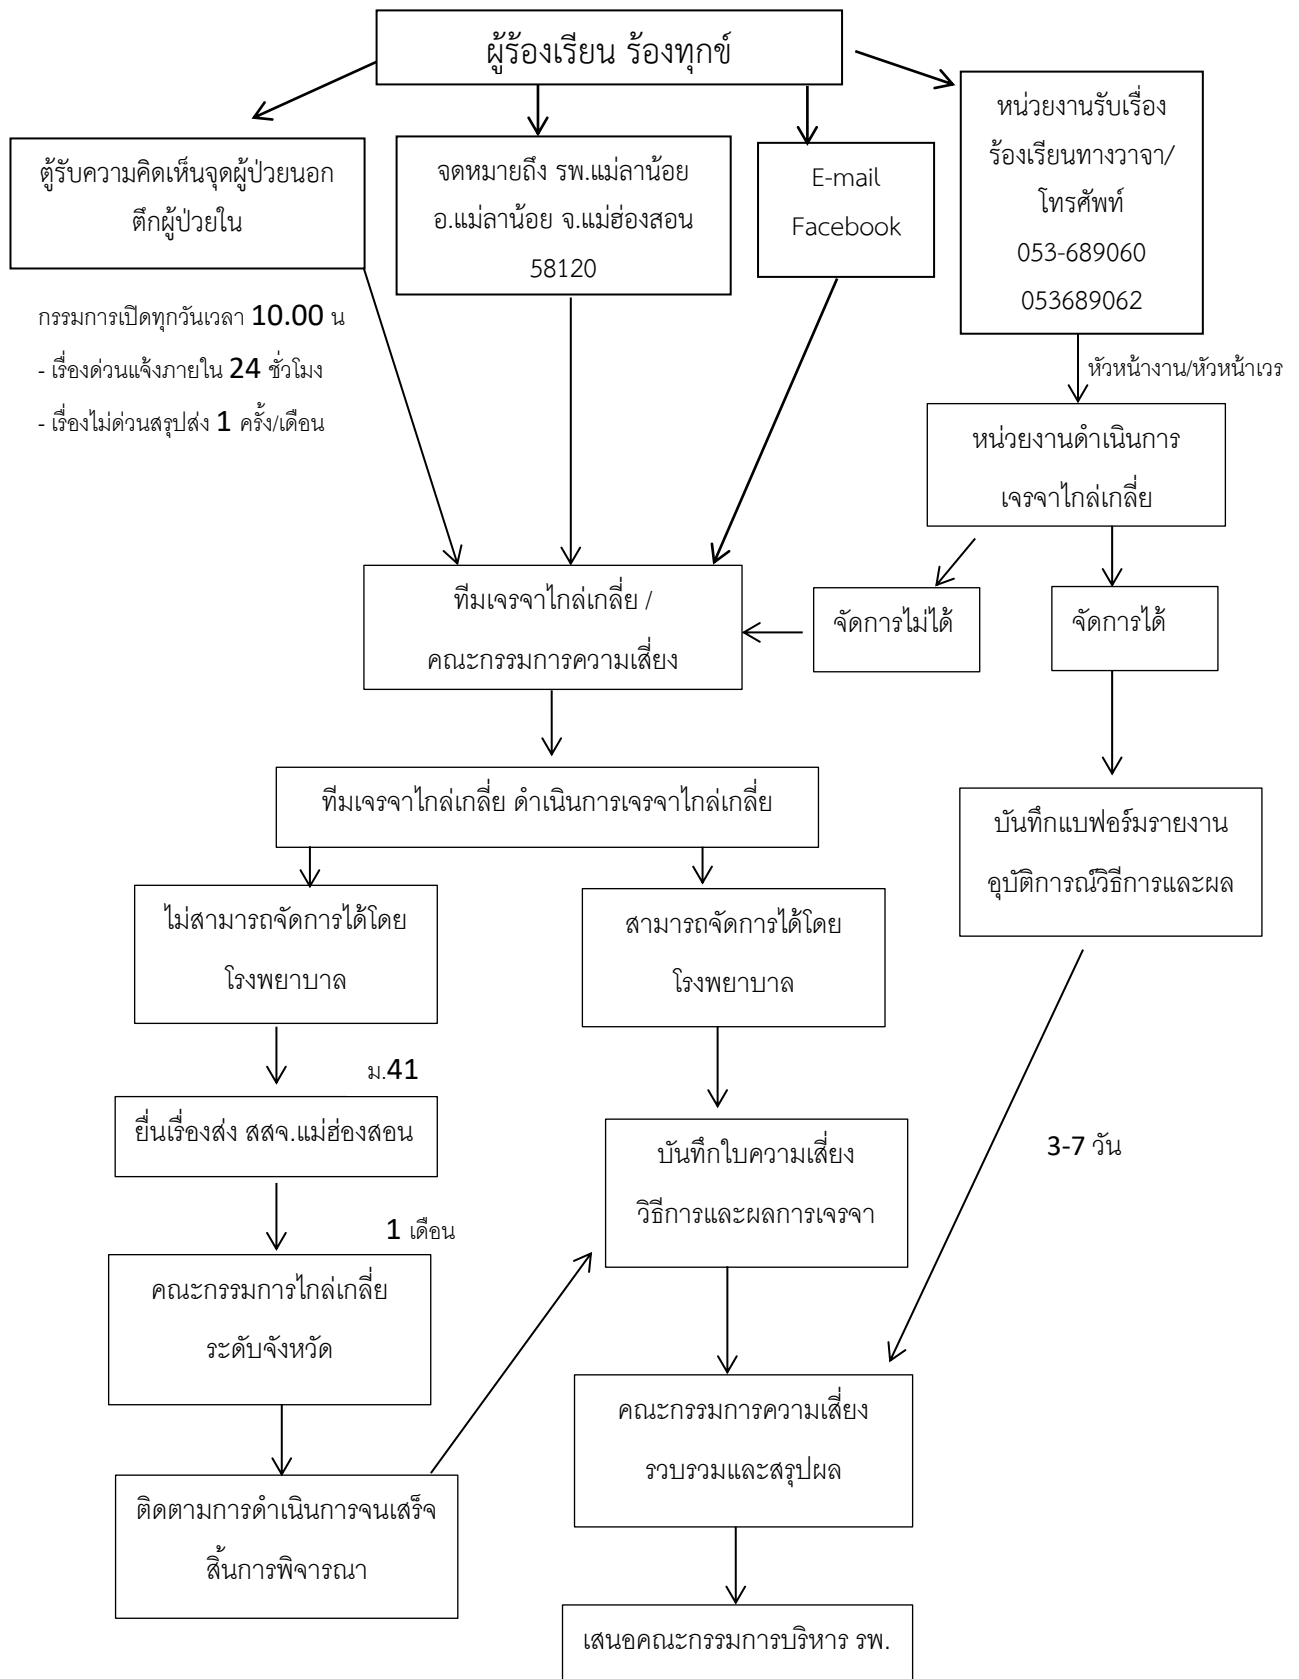 ผู้ร้องเรียน ร้องทุกข์
ตู้รับความคิดเห็นจุดผู้ป่วยนอก
ตึกผู้ป่วยใน
จดหมายถึง รพ.แม่ลาน้อย
อ.แม่ลาน้อย จ.แม่ฮ่องสอน
58120
E-mail
Facebook
หน่วยงานรับเรื่อง
ร้องเรียนทางวาจา/
โทรศัพท์
053-689060
053689062
กรรมการเปิดทุกวันเวลา 10.00 น
- เรื่องด่วนแจ้งภายใน 24 ชั่วโมง
- เรื่องไม่ด่วนสรุปส่ง 1 ครั้ง/เดือน
หัวหน้างาน/หัวหน้าเวร
หน่วยงานดำเนินการ
เจรจาไกล่เกลี่ย
ทีมเจรจาไกล่เกลี่ย /
คณะกรรมการความเสี่ยง
จัดการไม่ได้
จัดการได้
ทีมเจรจาไกล่เกลี่ย ดำเนินการเจรจาไกล่เกลี่ย
บันทึกแบฟอร์มรายงาน
อุบัติการณ์วิธีการและผล
ไม่สามารถจัดการได้โดย
โรงพยาบาล
สามารถจัดการได้โดย
โรงพยาบาล
ม.41
ยื่นเรื่องส่ง สสจ.แม่ฮ่องสอน
บันทึกใบความเสี่ยง
วิธีการและผลการเจรจา
3-7 วัน
1 เดือน
คณะกรรมการไกล่เกลี่ย
ระดับจังหวัด
คณะกรรมการความเสี่ยง
รวบรวมและสรุปผล
ติดตามการดำเนินการจนเสร็จ
สิ้นการพิจารณา
เสนอคณะกรรมการบริหาร รพ.